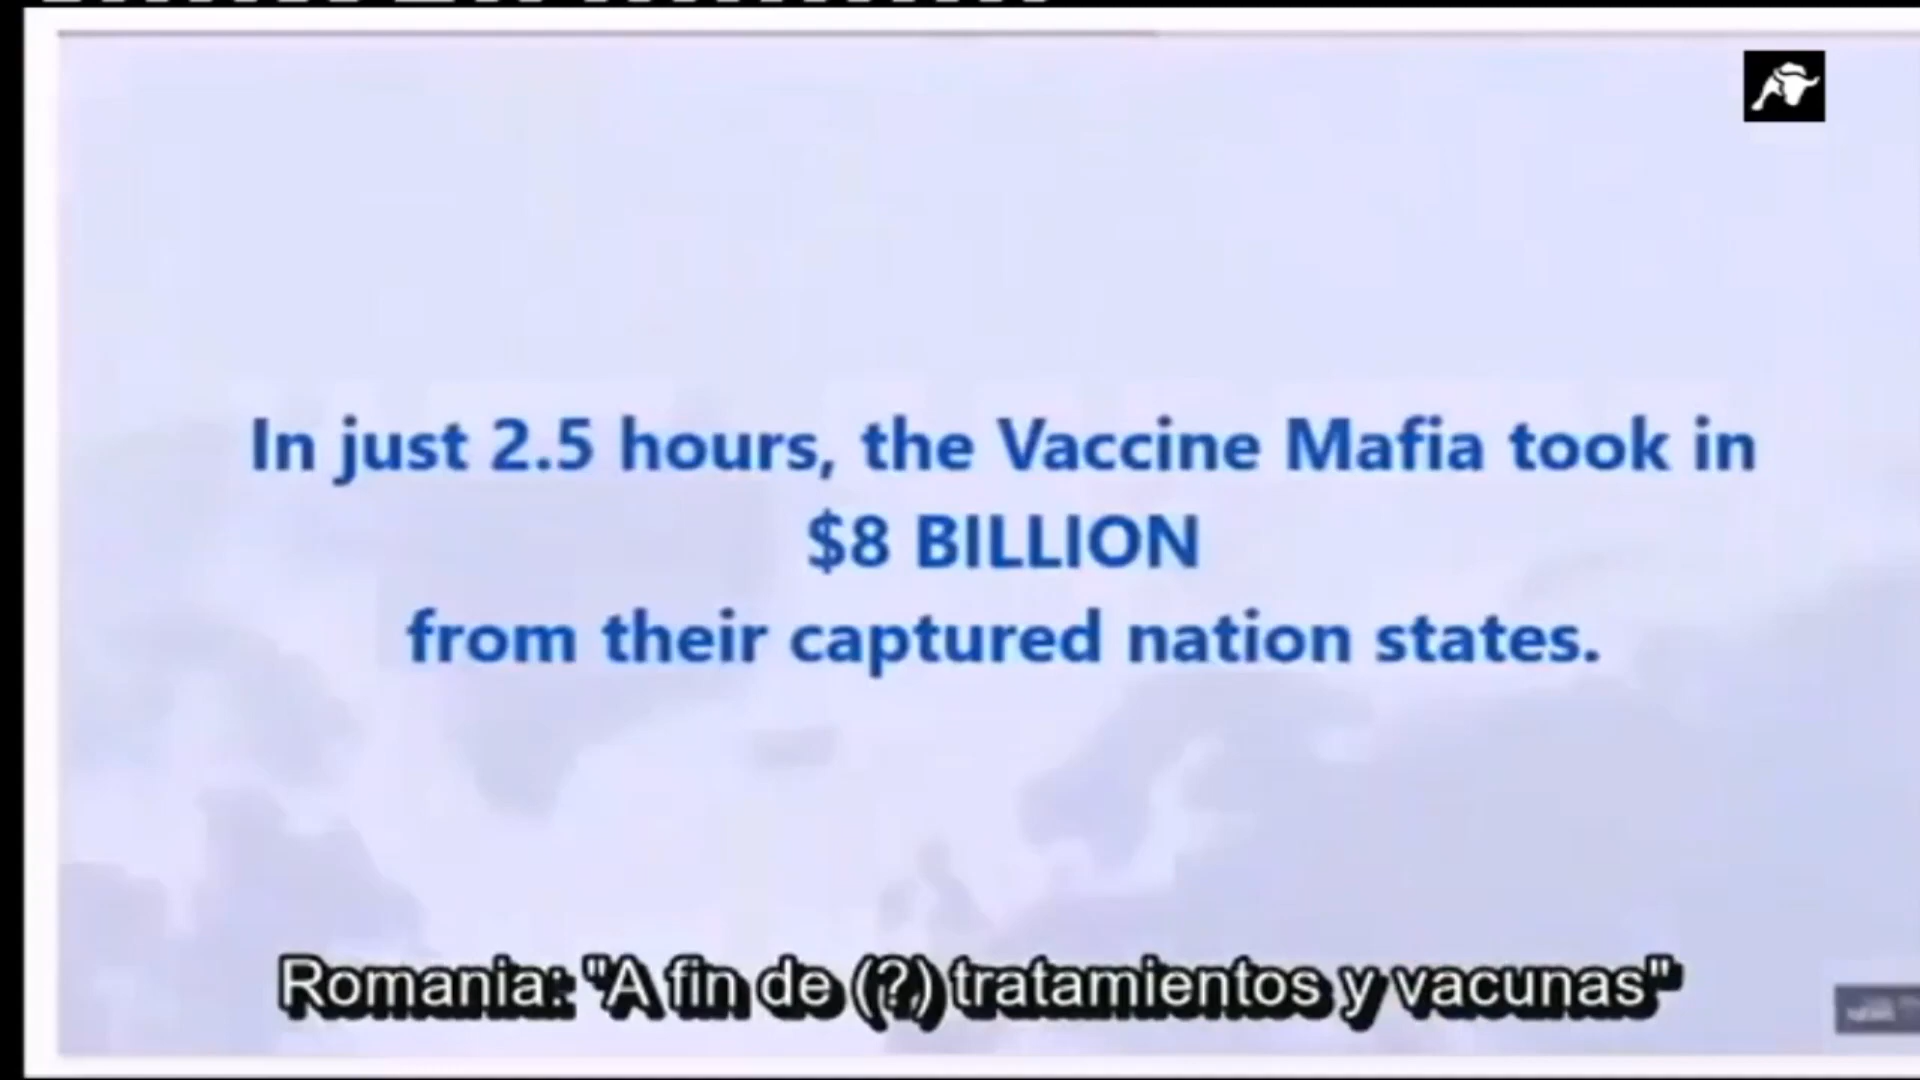 In just 2.5 hours, the Vaccine Mafia took in
$8 BILLION
from their captured nation states.
Romania: "A fin de (?) tratamientos y vacunas"